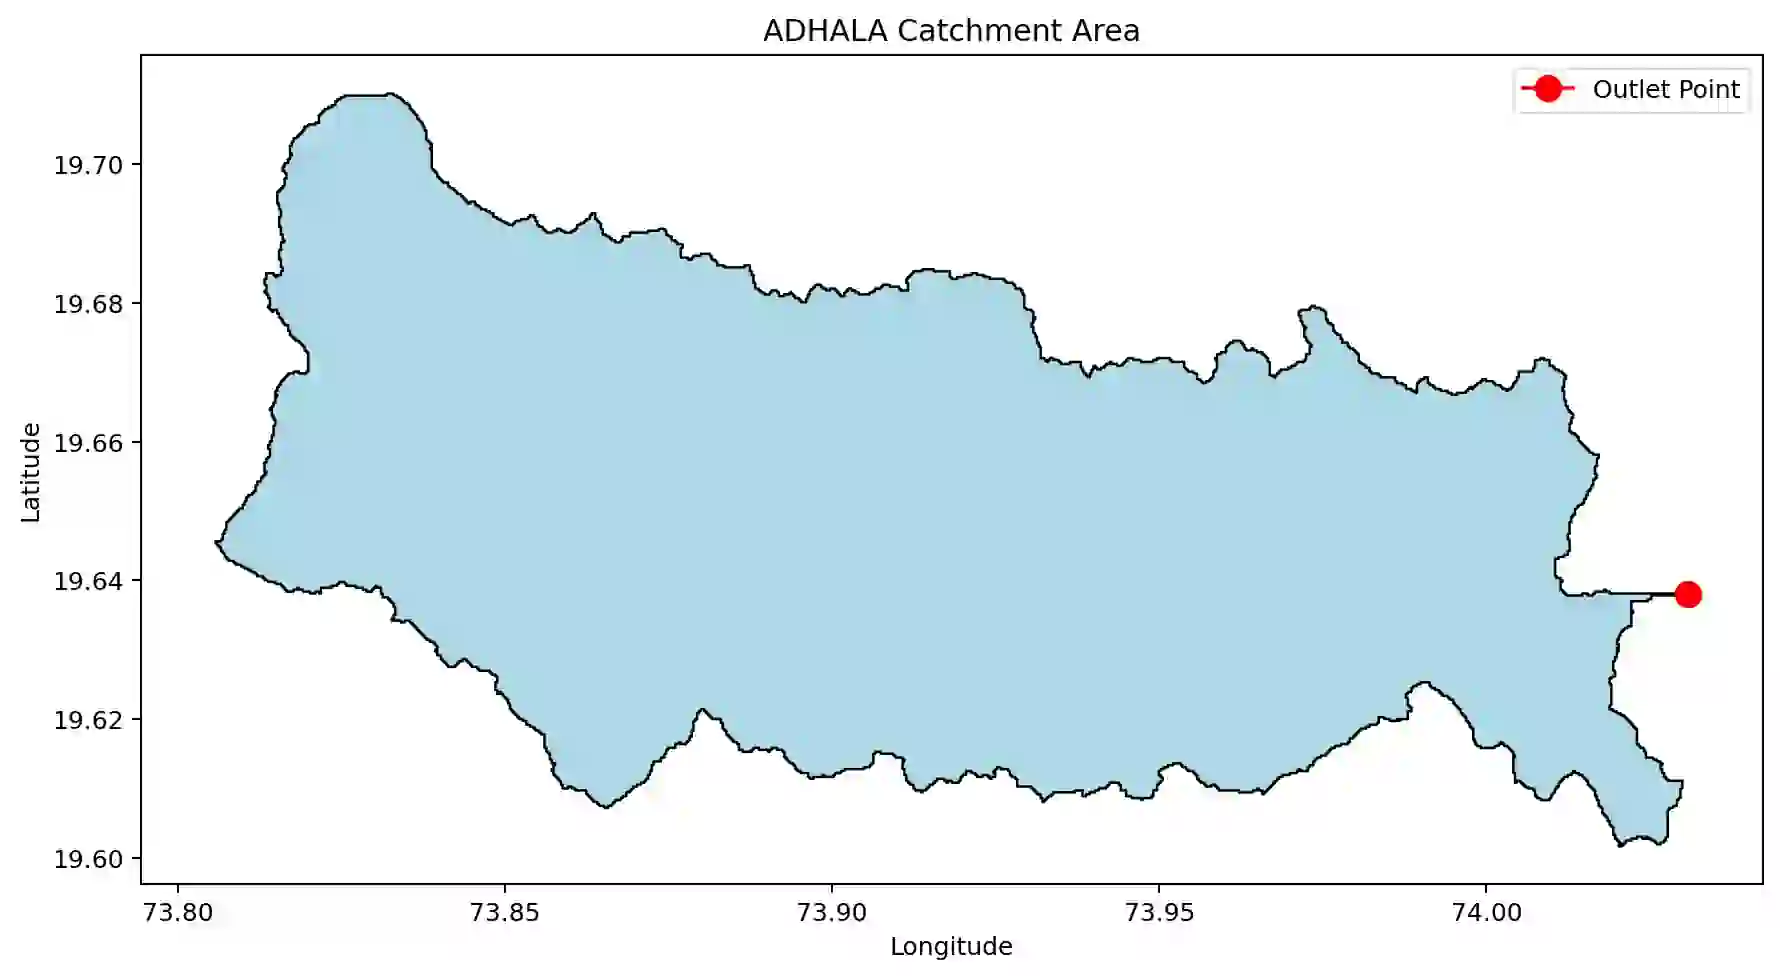 ADHALA Catchment Area
Outlet Point
19.70
19.68
19.66
19.64
19.62
19.60
Latitude
73.80 73.85 73.90 73.95 74.00
Longitude